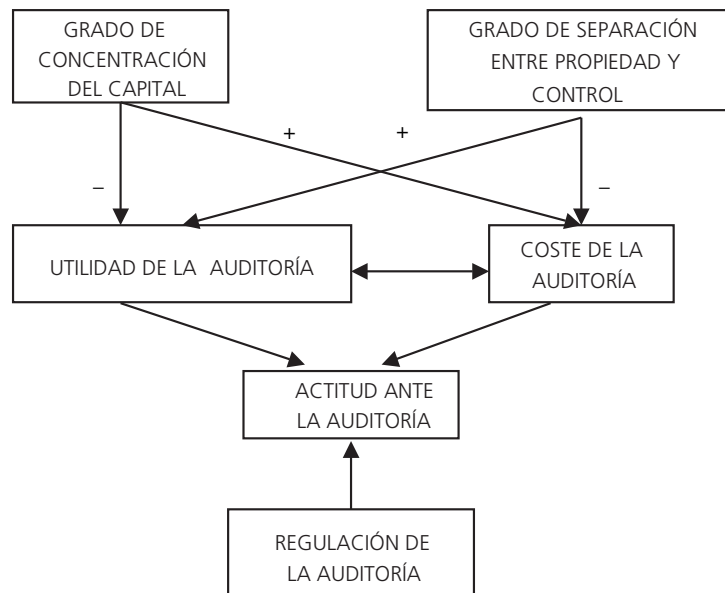 GRADO DE
CONCENTRACIÓN
DEL CAPITAL
GRADO DE SEPARACIÓN
ENTRE PROPIEDAD Y
CONTROL
+
+
–
–
UTILIDAD DE LA AUDITORÍA
COSTE DE LA
AUDITORÍA
ACTITUD ANTE
LA AUDITORÍA
REGULACIÓN DE
LA AUDITORÍA